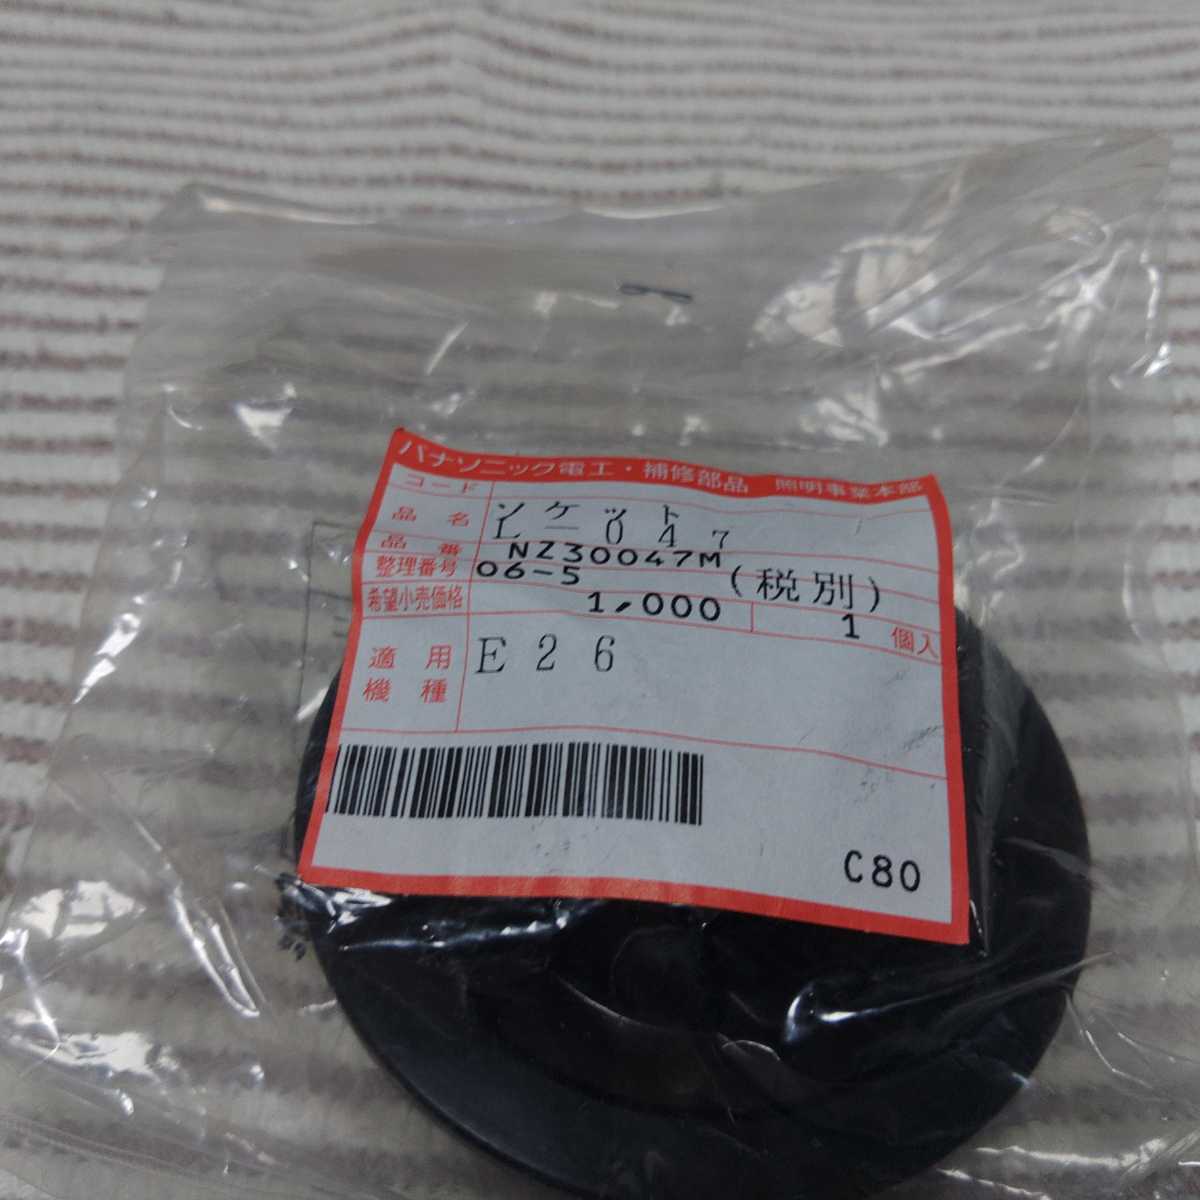 パナソニック電工・補修部品 照明事業本部
コード
品名 ソケット
L－047
品番 NZ30047M
整理番号 06-5 (税別)
希望小売価格 1,000 1 個入
適用機種 E26
C80